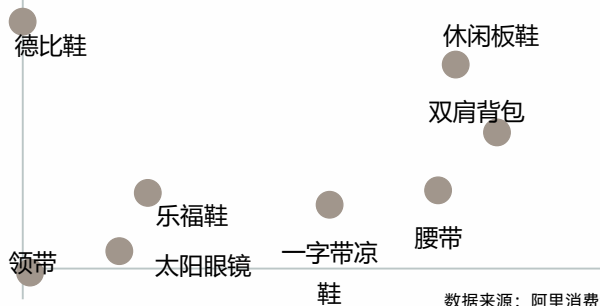 休闲板鞋
德比鞋
双肩背包
乐福鞋
腰带
一字带凉
鞋
领带
太阳眼镜
数据来源：阿里消费